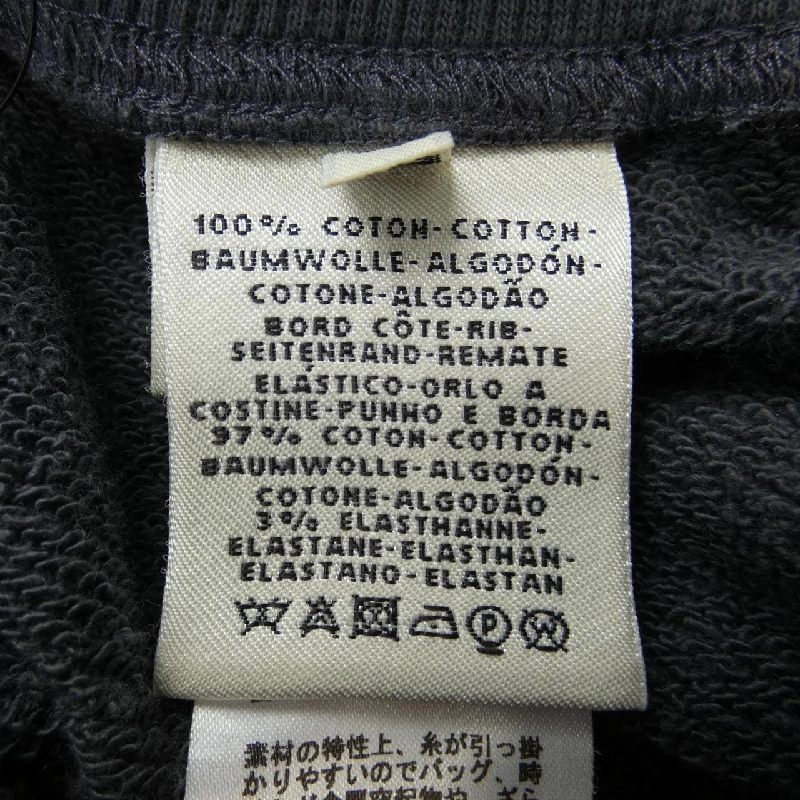 100% COTON-COTTON-
BAUMWOLLE-ALGODÓN-
COTONE-ALGODÃO
BORD CÔTE-RIB-
SEITENRAND-REMATE
ELÁSTICO-ORLO A
COSTINE-PUNHO E BORDA
97% COTON-COTTON-
BAUMWOLLE-ALGODÓN-
COTONE-ALGODÃO
3% ELASTHANNE-
ELASTANE-ELASTHAN-
ELASTANO-ELASTAN
P W
素材の特性上、糸が引っ掛
かりやすいのでバッグ、時